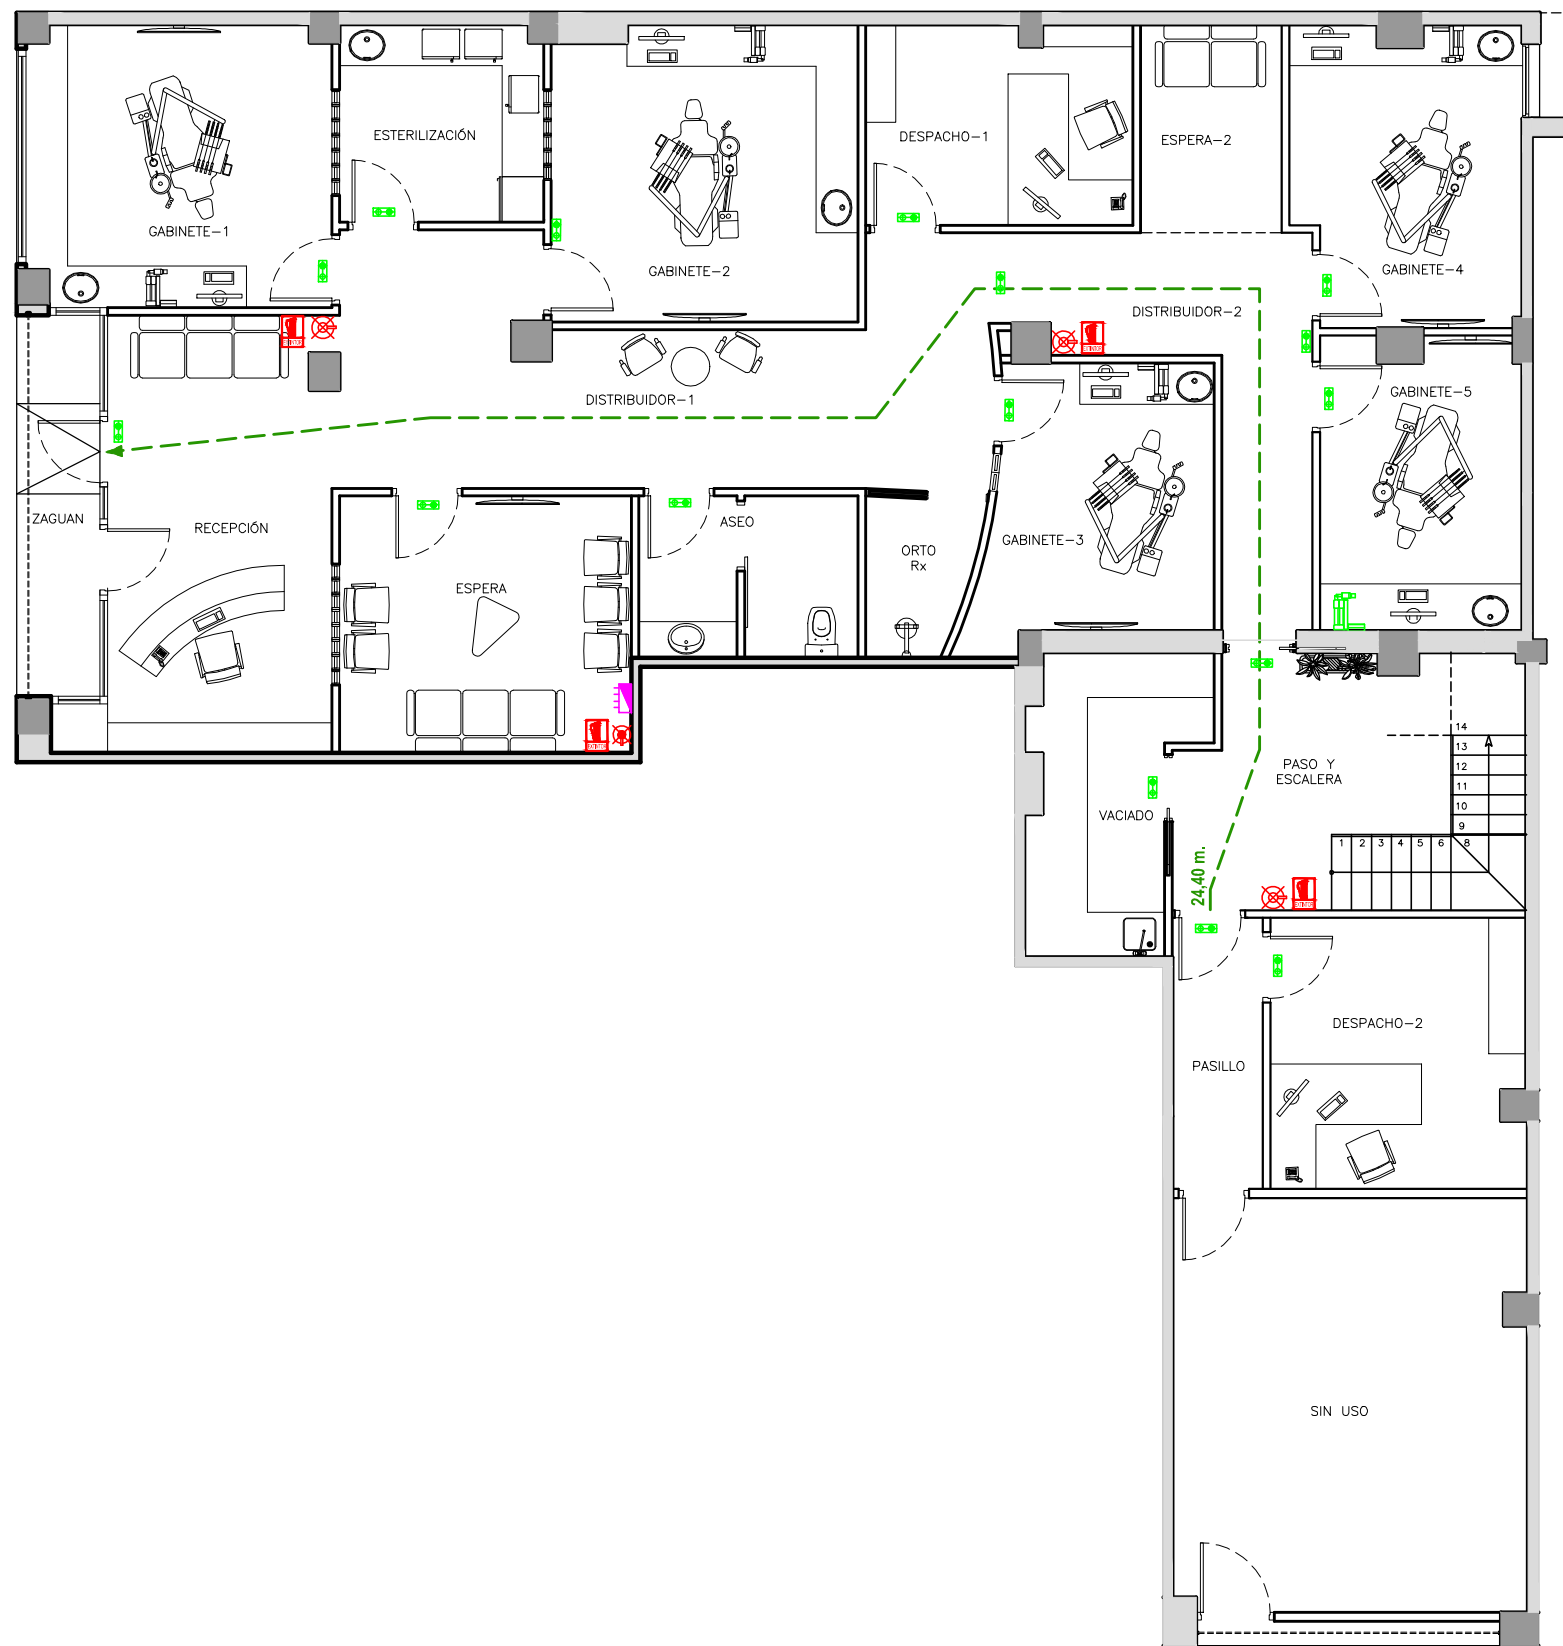 ESTERILIZACIÓN
DESPACHO-1
ESPERA-2
GABINETE-1
GABINETE-2
GABINETE-4
DISTRIBUIDOR-2
DISTRIBUIDOR-1
GABINETE-5
ZAGUAN
RECEPCIÓN
ASEO
ORTO
Rx
GABINETE-3
ESPERA
PASO Y
ESCALERA
VACIADO
14
13
12
11
10
9
1 2 3 4 5 6 8
24,40 m.
DESPACHO-2
PASILLO
SIN USO